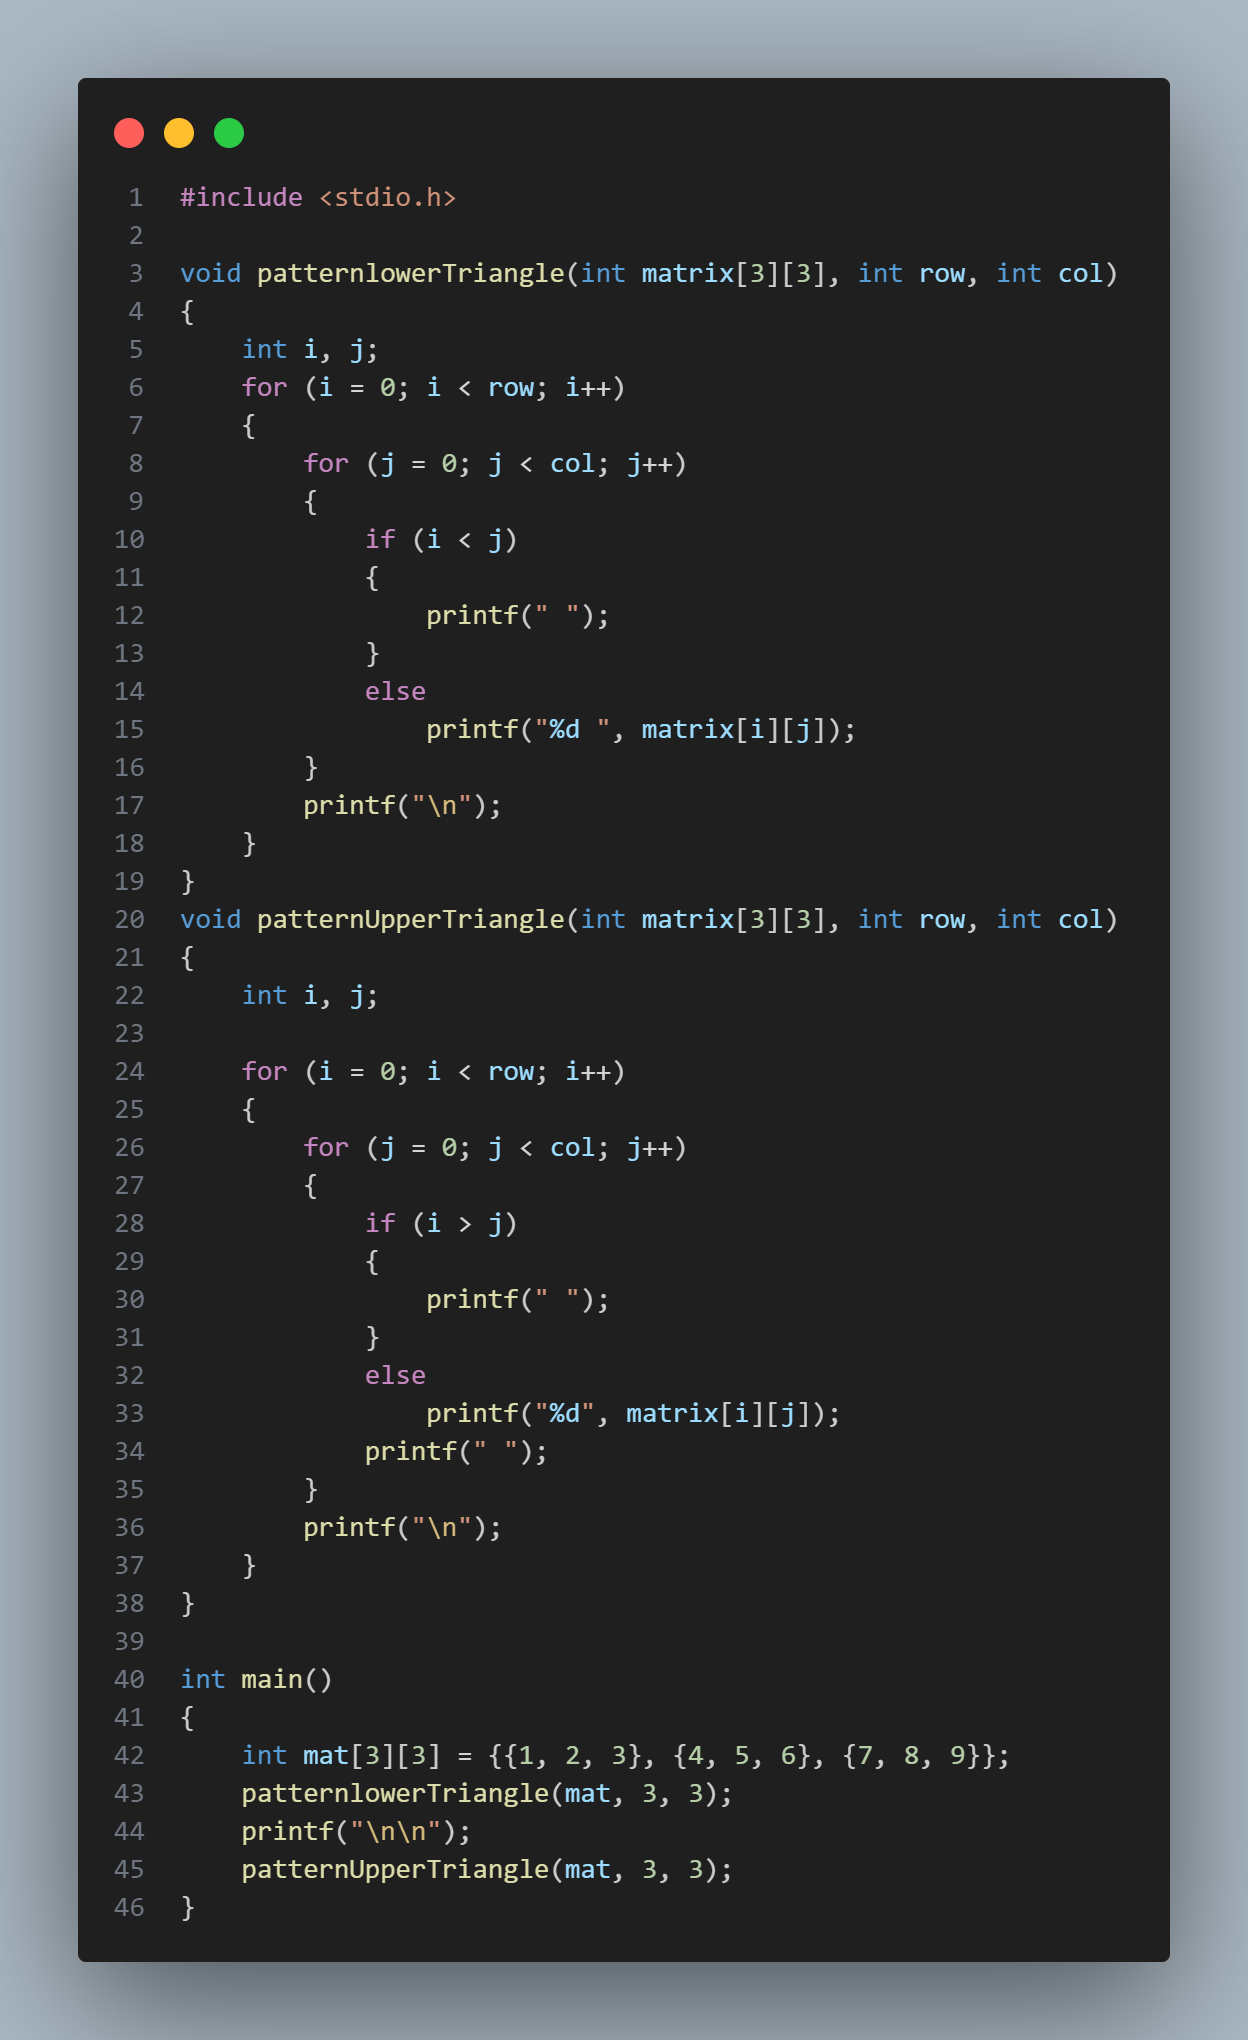 1 #include <stdio.h>
2
3 void patternlowerTriangle(int matrix[3][3], int row, int col)
4 {
5     int i, j;
6     for (i = 0; i < row; i++)
7     {
8         for (j = 0; j < col; j++)
9         {
10             if (i < j)
11             {
12                 printf(" ");
13             }
14             else
15                 printf("%d ", matrix[i][j]);
16         }
17         printf("\n");
18     }
19 }
20 void patternUpperTriangle(int matrix[3][3], int row, int col)
21 {
22     int i, j;
23
24     for (i = 0; i < row; i++)
25     {
26         for (j = 0; j < col; j++)
27         {
28             if (i > j)
29             {
30                 printf(" ");
31             }
32             else
33                 printf("%d", matrix[i][j]);
34             printf(" ");
35         }
36         printf("\n");
37     }
38 }
39
40 int main()
41 {
42     int mat[3][3] = {{1, 2, 3}, {4, 5, 6}, {7, 8, 9}};
43     patternlowerTriangle(mat, 3, 3);
44     printf("\n\n");
45     patternUpperTriangle(mat, 3, 3);
46 }